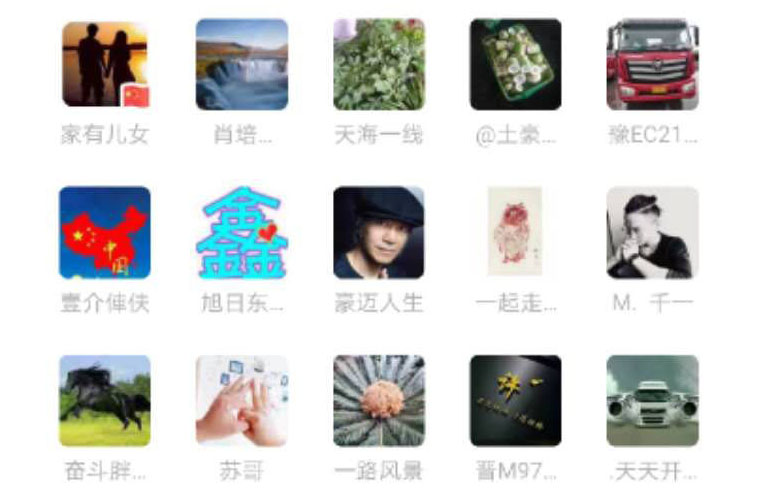 家有儿女
肖培...
天海一线
@土豪...
豫EC21...
中国
鑫
壹介俥侠
旭日东...
豪迈人生
一起走...
M. 千一
祥
奋斗胖...
苏哥
一路风景
晋M97...
.天天开...